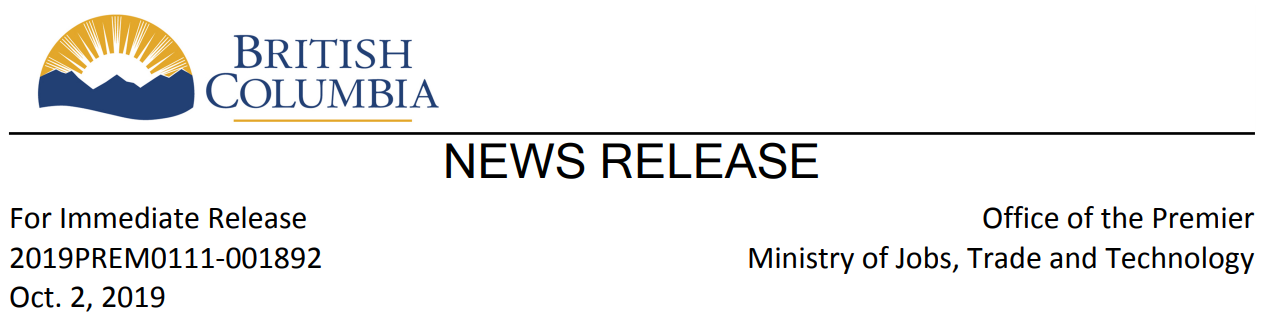 BRITISH
COLUMBIA
NEWS RELEASE
For Immediate Release
2019PREM0111-001892
Oct. 2, 2019
Office of the Premier
Ministry of Jobs, Trade and Technology